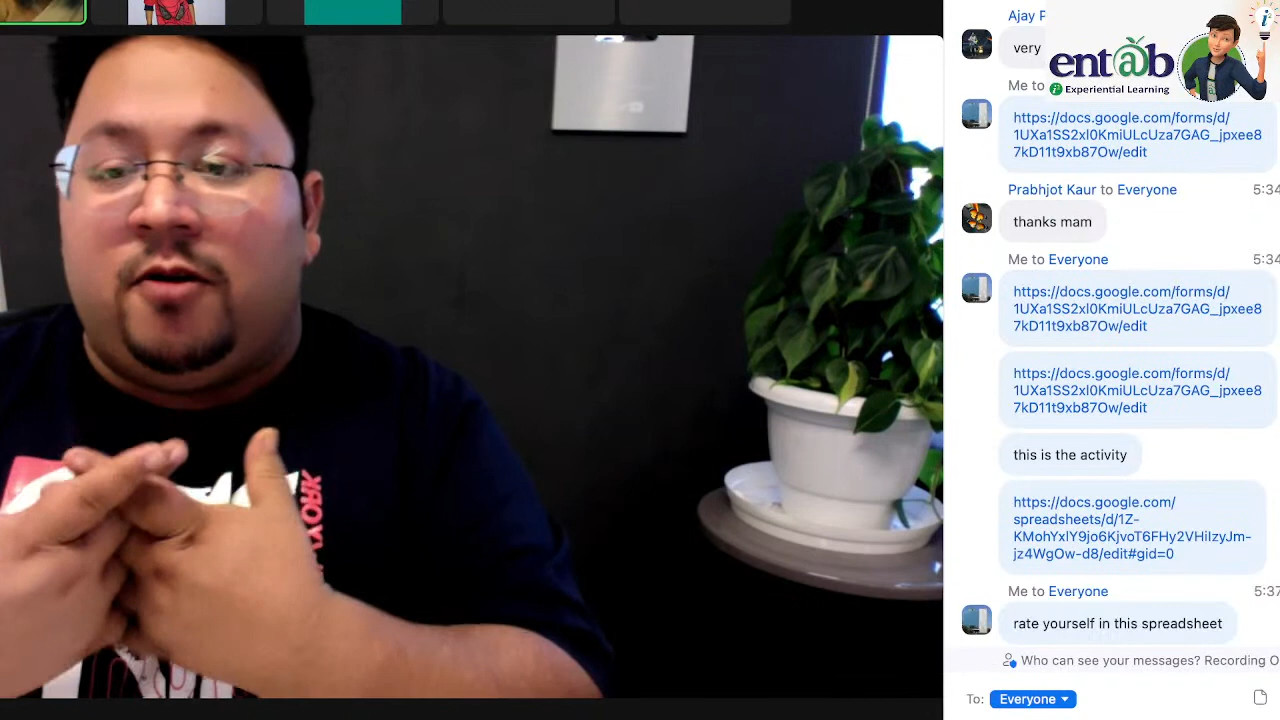 Ajay P
very
entab
Experiential Learning
Me to
https://docs.google.com/forms/d/
1UXa1SS2xl0KmiULcUza7GAG_jpxee8
7kD11t9xb87Ow/edit
Prabhjot Kaur to Everyone 5:34
thanks mam
Me to Everyone 5:34
https://docs.google.com/forms/d/
1UXa1SS2xl0KmiULcUza7GAG_jpxee8
7kD11t9xb87Ow/edit
https://docs.google.com/forms/d/
1UXa1SS2xl0KmiULcUza7GAG_jpxee8
7kD11t9xb87Ow/edit
this is the activity
https://docs.google.com/
spreadsheets/d/1Z-
KMohYxlY9jo6KjvoT6FHy2VHiIzyJm-
jz4WgOw-d8/edit#gid=0
Me to Everyone 5:37
rate yourself in this spreadsheet
Who can see your messages? Recording O
To: Everyone